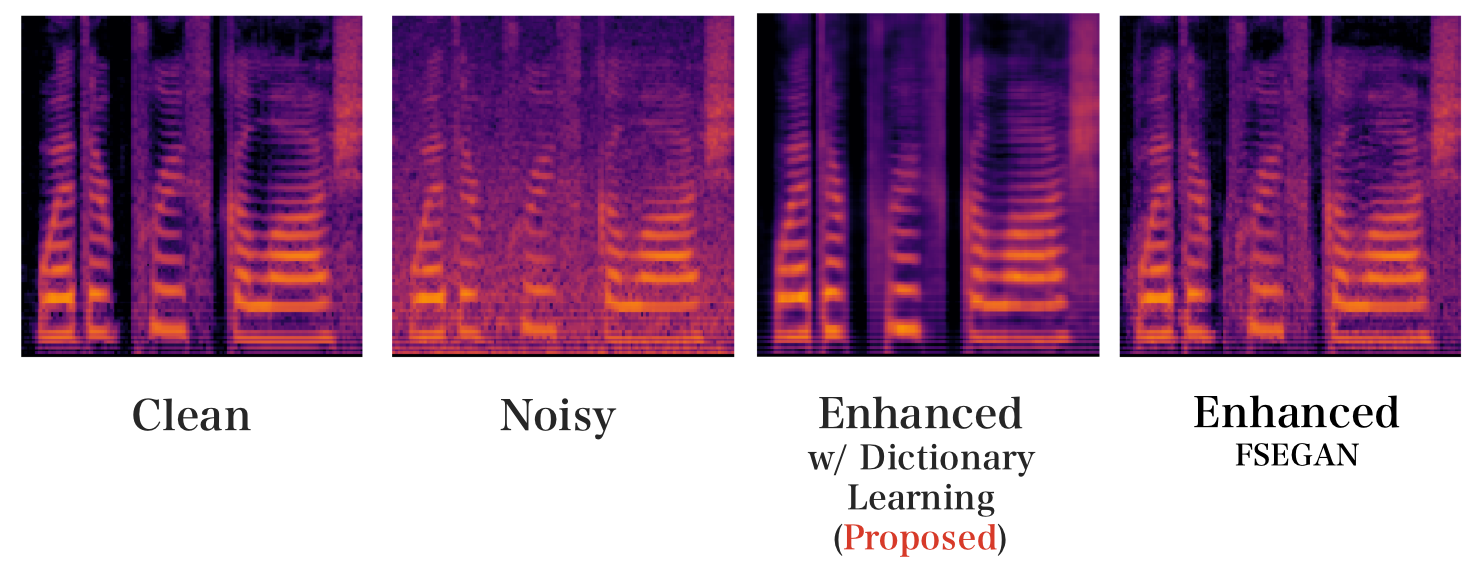 Clean
Noisy
Enhanced
w/ Dictionary
Learning
(Proposed)
Enhanced
FSEGAN